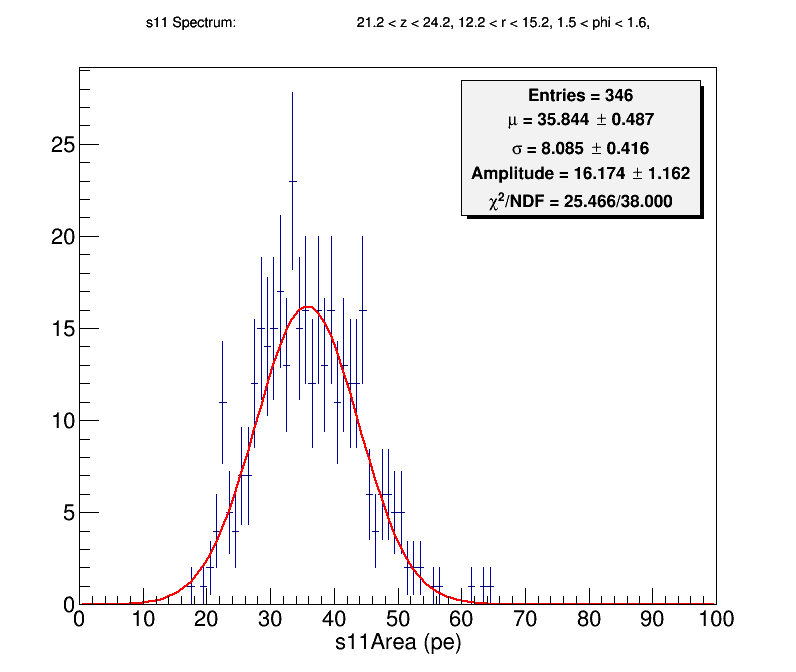 s11 Spectrum: 21.2 < z < 24.2, 12.2 < r < 15.2, 1.5 < phi < 1.6,
Entries = 346
μ = 35.844 ± 0.487
σ = 8.085 ± 0.416
Amplitude = 16.174 ± 1.162
χ²/NDF = 25.466/38.000
25
20
15
10
5
0
0 10 20 30 40 50 60 70 80 90 100
s11Area (pe)